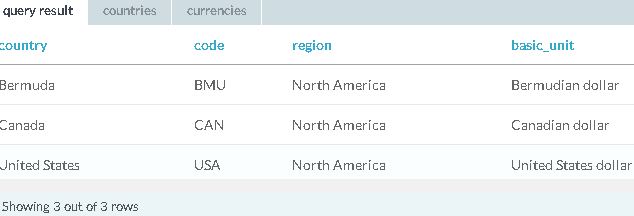 query result countries currencies
country code region basic_unit
Bermuda BMU North America Bermudian dollar
Canada CAN North America Canadian dollar
United States USA North America United States dollar
Showing 3 out of 3 rows